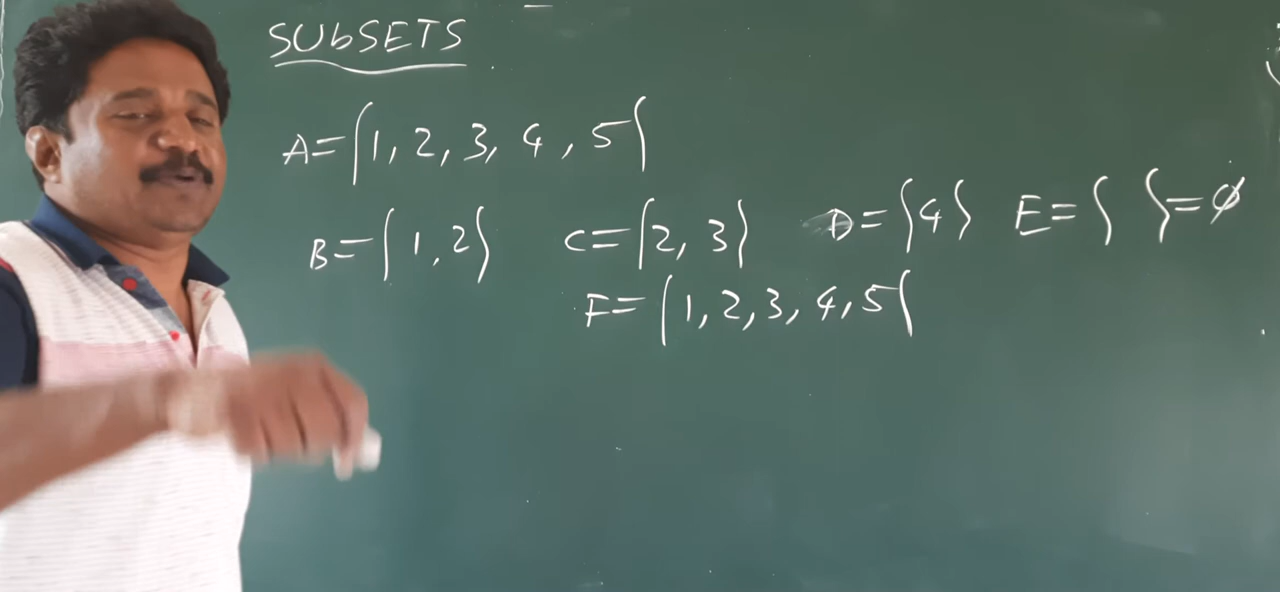 SUbSETS
A={1, 2, 3, 4, 5}
B={1, 2} C={2, 3} D={4} E={ }=ϕ
F={1, 2, 3, 4, 5}